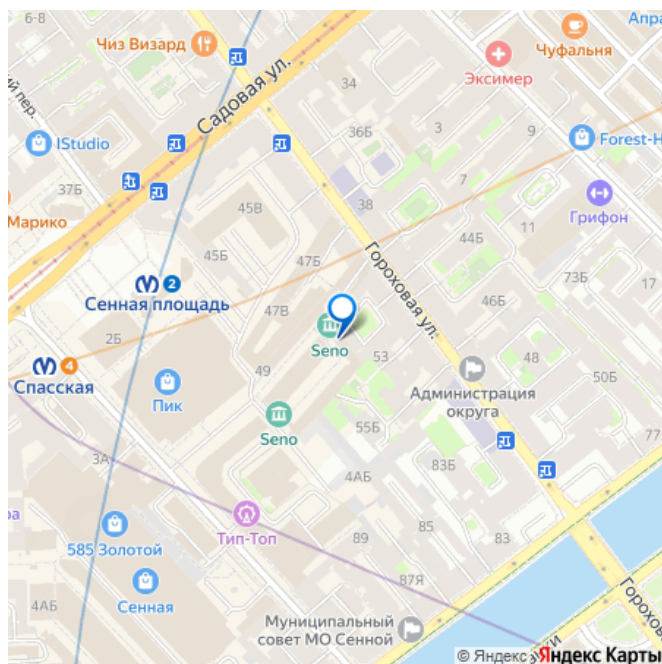 6-8
Апра
Чиз Визард
Чуфальня
Эксимер
Садовая ул.
34
пер.
36Б
3
9
IStudio
Forest-H
37Б
7
38
Грифон
Марико
45В
11
44Б
45Б
47Б
Гороховая ул.
73Б
17
2
Сенная площадь
47В
46Б
2Б
Seno
53
48
4
Спасская
49
Администрация
округа
50Б
Пик
Seno
55Б
77
3А
4АБ
83Б
Тип-Топ
85
83
585 Золотой
89
Сенная
87Я
4АБ
Муниципальный
совет МО Сенной
Горохов
© Яндекс
Яндекс Карты